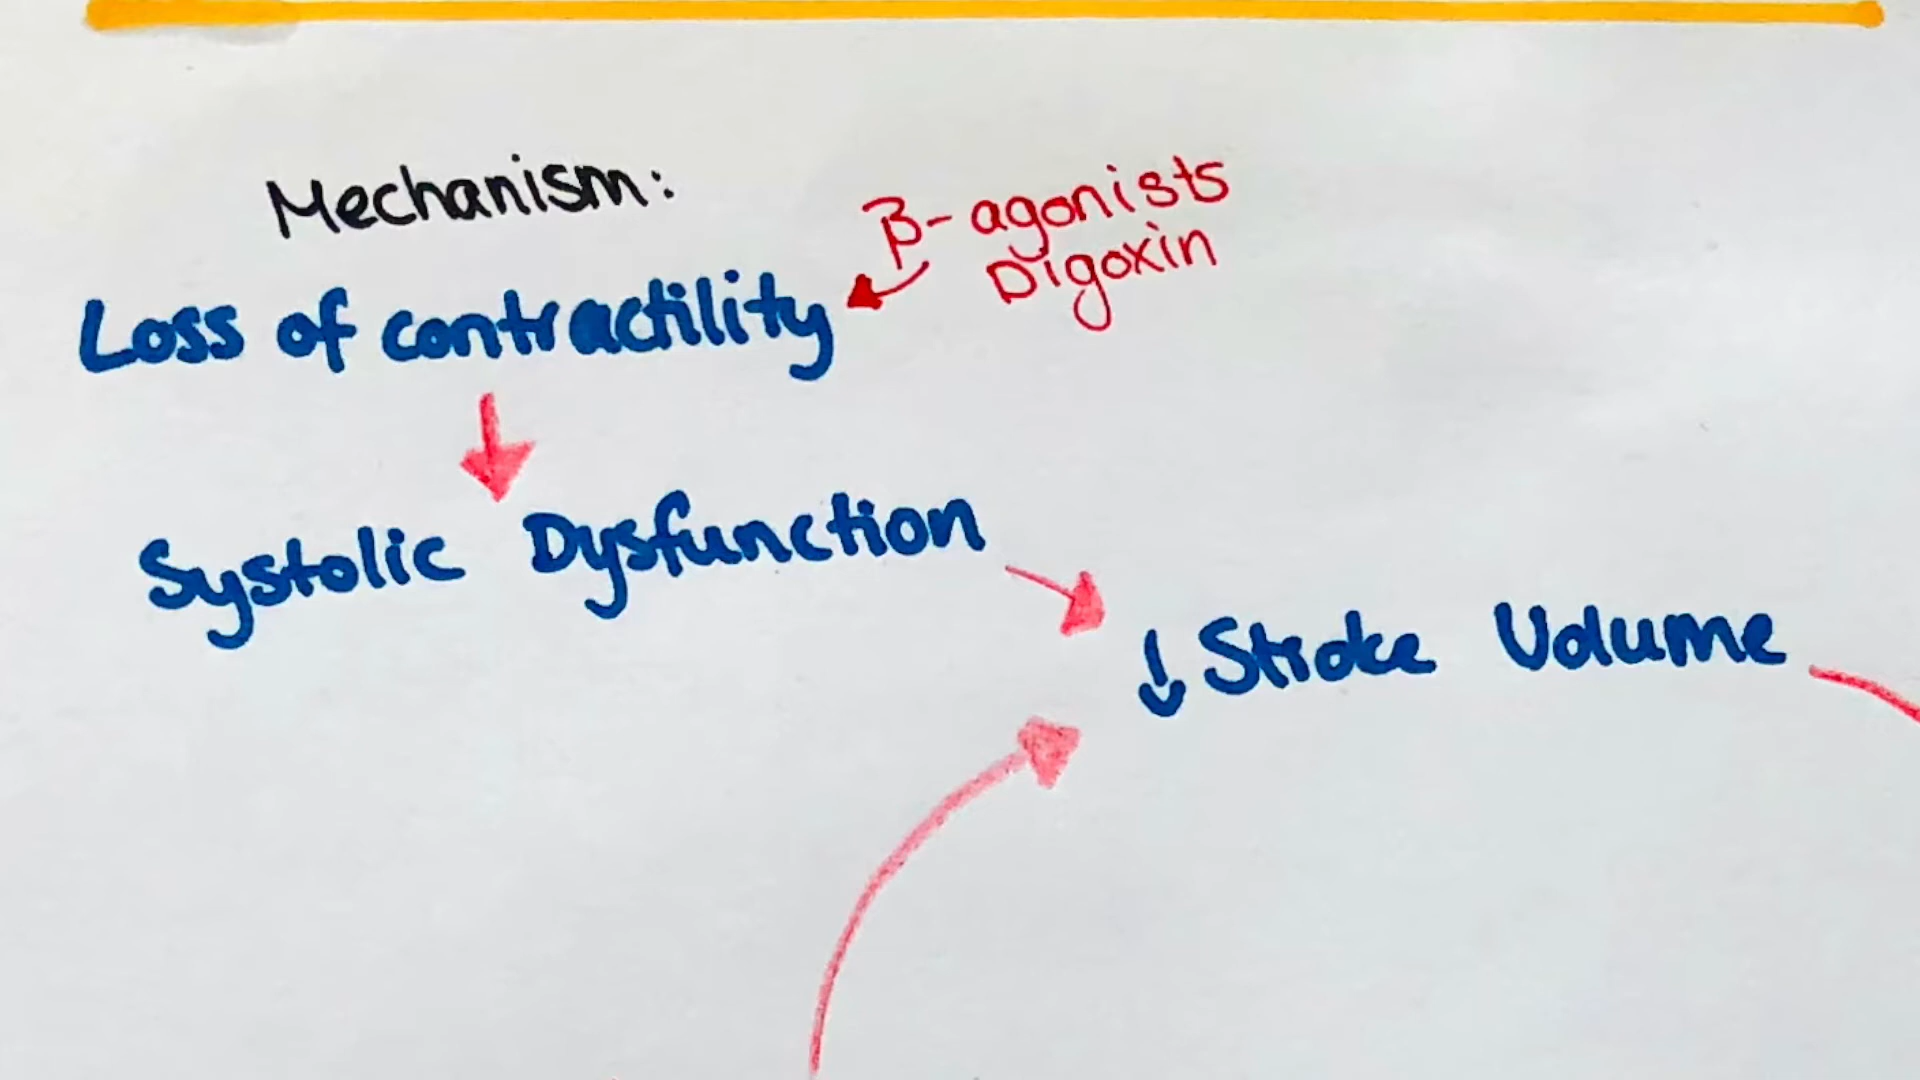 Mechanism:
β-agonists
Digoxin
Loss of contractility
Systolic Dysfunction
↓ Stroke Volume